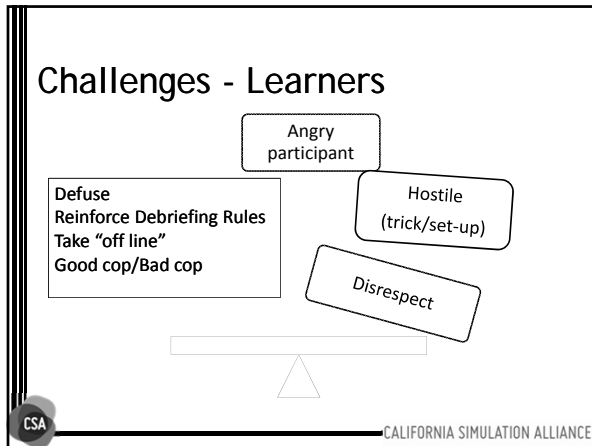 Challenges - Learners
Angry
participant
Defuse
Reinforce Debriefing Rules
Take “off line”
Good cop/Bad cop
Hostile
(trick/set-up)
Disrespect
CSA
CALIFORNIA SIMULATION ALLIANCE